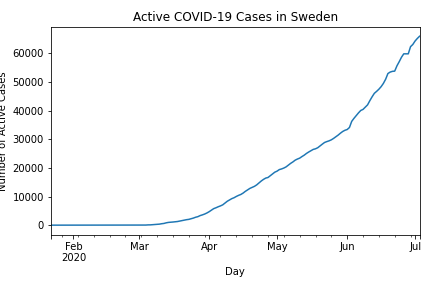 Active COVID-19 Cases in Sweden
Number of Active Cases
60000
50000
40000
30000
20000
10000
0
Feb Mar Apr May Jun Jul
2020
Day